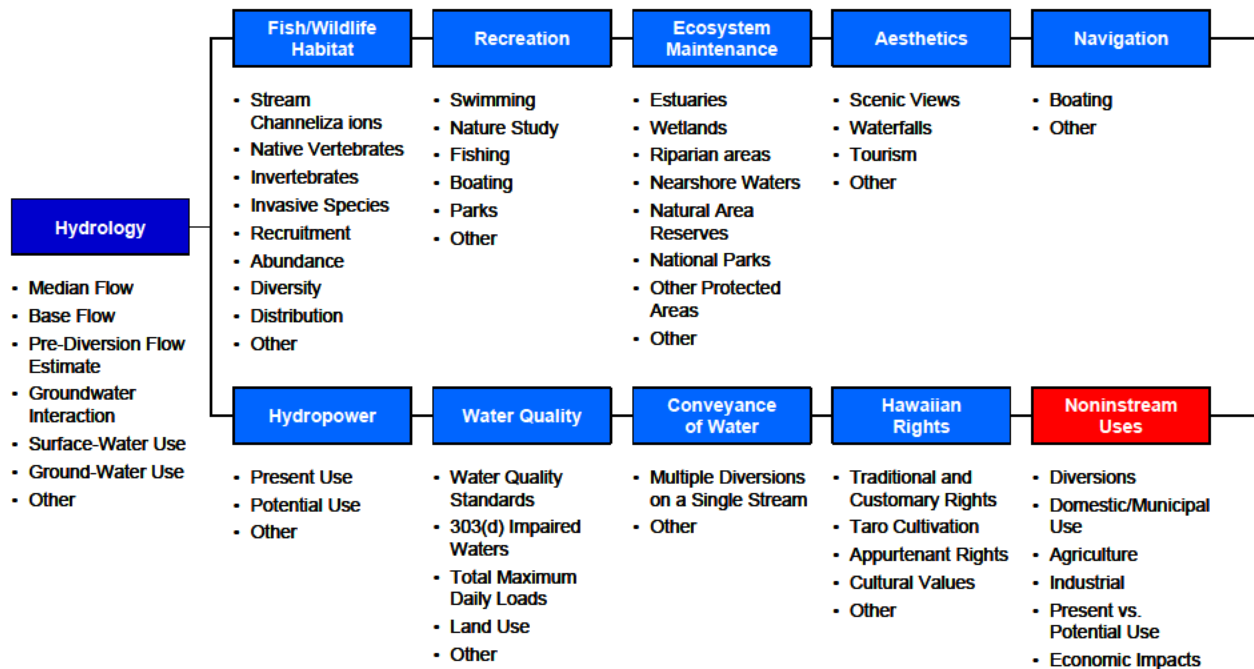 Fish/Wildlife
Habitat
• Stream
Channeliza ions
• Native Vertebrates
• Invertebrates
• Invasive Species
• Recruitment
• Abundance
• Diversity
• Distribution
• Other
Recreation
• Swimming
• Nature Study
• Fishing
• Boating
• Parks
• Other
Ecosystem
Maintenance
• Estuaries
• Wetlands
• Riparian areas
• Nearshore Waters
• Natural Area
Reserves
• National Parks
• Other Protected
Areas
• Other
Aesthetics
• Scenic Views
• Waterfalls
• Tourism
• Other
Navigation
• Boating
• Other
Hydrology
• Median Flow
• Base Flow
• Pre-Diversion Flow
Estimate
• Groundwater
Interaction
• Surface-Water Use
• Ground-Water Use
• Other
Hydropower
• Present Use
• Potential Use
• Other
Water Quality
• Water Quality
Standards
• 303(d) Impaired
Waters
• Total Maximum
Daily Loads
• Land Use
• Other
Conveyance
of Water
• Multiple Diversions
on a Single Stream
• Other
Hawaiian
Rights
• Traditional and
Customary Rights
• Taro Cultivation
• Appurtenant Rights
• Cultural Values
• Other
Noninstream
Uses
• Diversions
• Domestic/Municipal
Use
• Agriculture
• Industrial
• Present vs.
Potential Use
• Economic Impacts